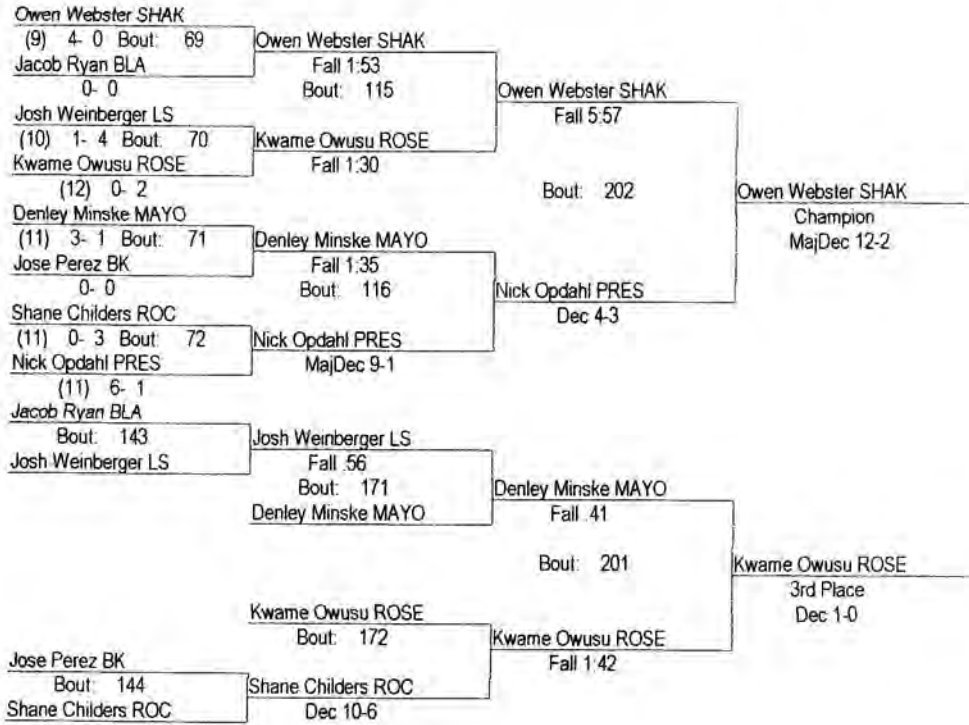 Owen Webster SHAK
(9) 4- 0 Bout: 69
Jacob Ryan BLA
0- 0
Josh Weinberger LS
(10) 1- 4 Bout: 70
Kwame Owusu ROSE
(12) 0- 2
Denley Minske MAYO
(11) 3- 1 Bout: 71
Jose Perez BK
0- 0
Shane Childers ROC
(11) 0- 3 Bout: 72
Nick Opdahl PRES
(11) 6- 1
Owen Webster SHAK
Fall 1:53
Bout: 115
Kwame Owusu ROSE
Fall 1:30
Denley Minske MAYO
Fall 1:35
Bout: 116
Nick Opdahl PRES
MajDec 9-1
Owen Webster SHAK
Fall 5:57
Bout: 202
Nick Opdahl PRES
Dec 4-3
Owen Webster SHAK
Champion
MajDec 12-2
Jacob Ryan BLA
Bout: 143
Josh Weinberger LS
Jose Perez BK
Bout: 144
Shane Childers ROC
Josh Weinberger LS
Fall :56
Bout: 171
Denley Minske MAYO
Kwame Owusu ROSE
Bout: 172
Shane Childers ROC
Dec 10-6
Denley Minske MAYO
Fall :41
Bout: 201
Kwame Owusu ROSE
Fall 1:42
Kwame Owusu ROSE
3rd Place
Dec 1-0